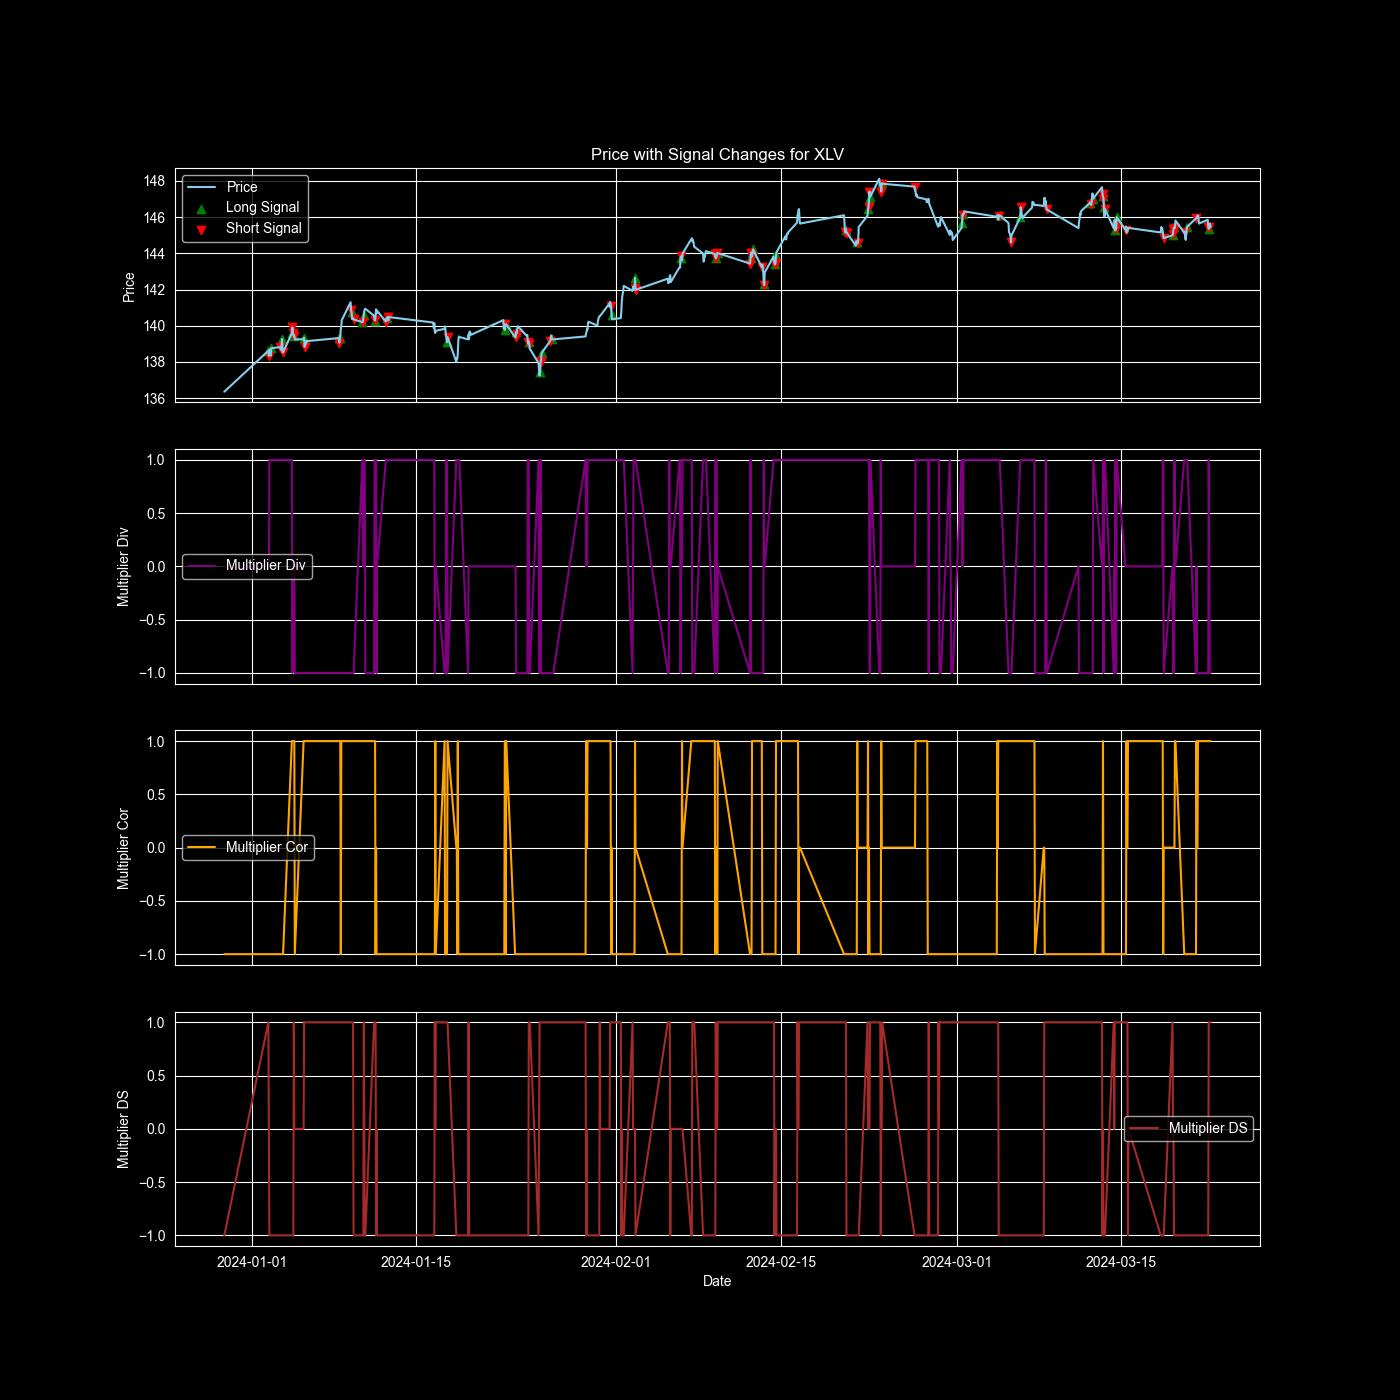 Price with Signal Changes for XLV
Price
148
146
144
142
140
138
136
Price
Long Signal
Short Signal
Multiplier Div
1.0
0.5
0.0
−0.5
−1.0
Multiplier Div
Multiplier Cor
1.0
0.5
0.0
−0.5
−1.0
Multiplier Cor
Multiplier DS
1.0
0.5
0.0
−0.5
−1.0
Multiplier DS
2024-01-01 2024-01-15 2024-02-01 2024-02-15 2024-03-01 2024-03-15
Date